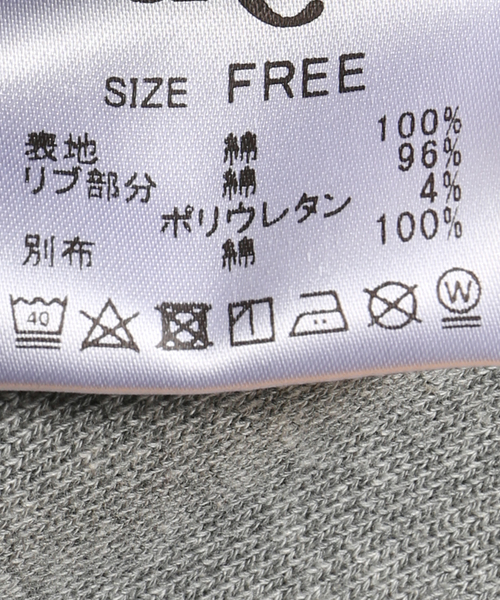 SIZE FREE
表地 綿 100%
リブ部分 綿 96%
ポリウレタン 4%
別布 綿 100%
40 W